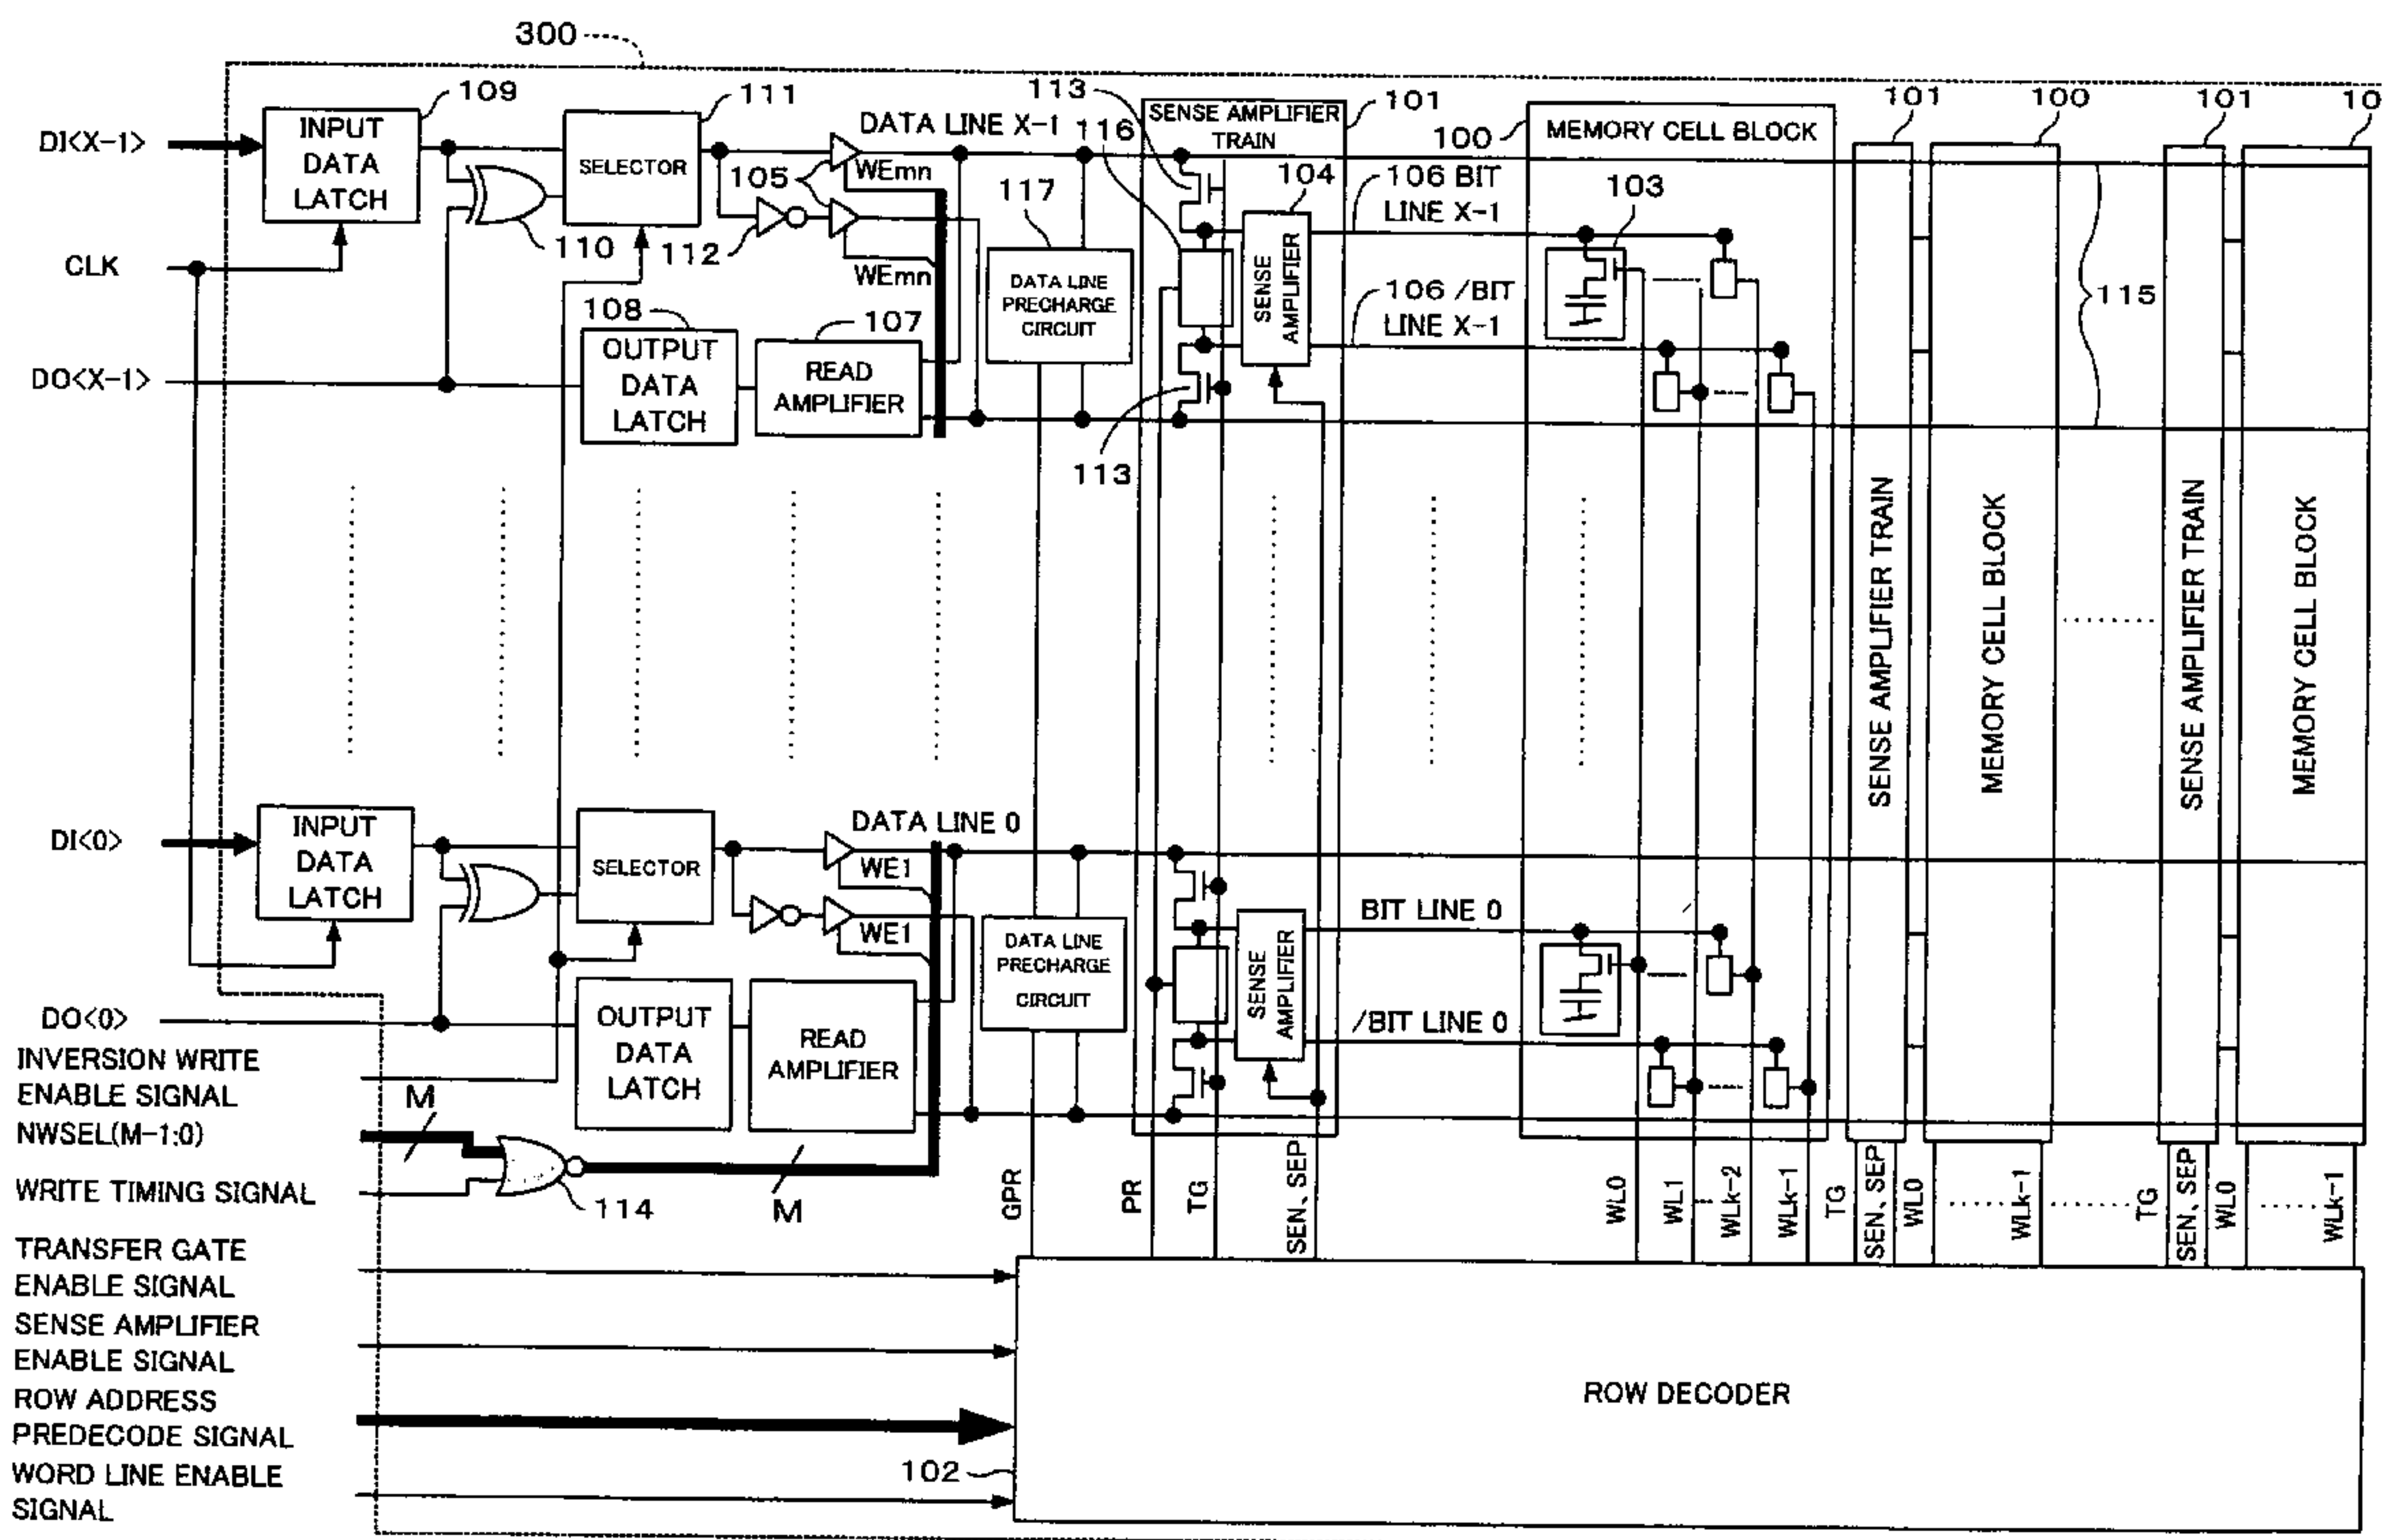 300
109
111
113
SENSE AMPLIFIER
TRAIN
101
101
100
101
10
DI<X-1>
INPUT
DATA
LATCH
SELECTOR
DATA LINE X-1
116
100
MEMORY CELL BLOCK
105
WEmn
104
106 BIT
LINE X-1
103
110
112
117
CLK
WEmn
DATA LINE
PRECHARGE
CIRCUIT
SENSE
AMPLIFIER
106 /BIT
LINE X-1
115
108
107
OUTPUT
DATA
LATCH
READ
AMPLIFIER
DO<X-1>
113
SENSE AMPLIFIER TRAIN
MEMORY CELL BLOCK
SENSE AMPLIFIER TRAIN
MEMORY CELL BLOCK
DI<0>
INPUT
DATA
LATCH
SELECTOR
DATA LINE 0
WE1
WE1
DATA LINE
PRECHARGE
CIRCUIT
SENSE
AMPLIFIER
BIT LINE 0
/BIT LINE 0
DO<0>
OUTPUT
DATA
LATCH
READ
AMPLIFIER
INVERSION WRITE
ENABLE SIGNAL
M
NWSEL(M-1:0)
WRITE TIMING SIGNAL
114
M
GPR
PR
TG
SEN, SEP
WL0
WL1
WLk-2
WLk-1
TG
SEN, SEP
WL0
WLk-1
TG
SEN, SEP
WL0
WLk-1
TRANSFER GATE
ENABLE SIGNAL
SENSE AMPLIFIER
ENABLE SIGNAL
ROW ADDRESS
PREDECODE SIGNAL
WORD LINE ENABLE
SIGNAL
102
ROW DECODER